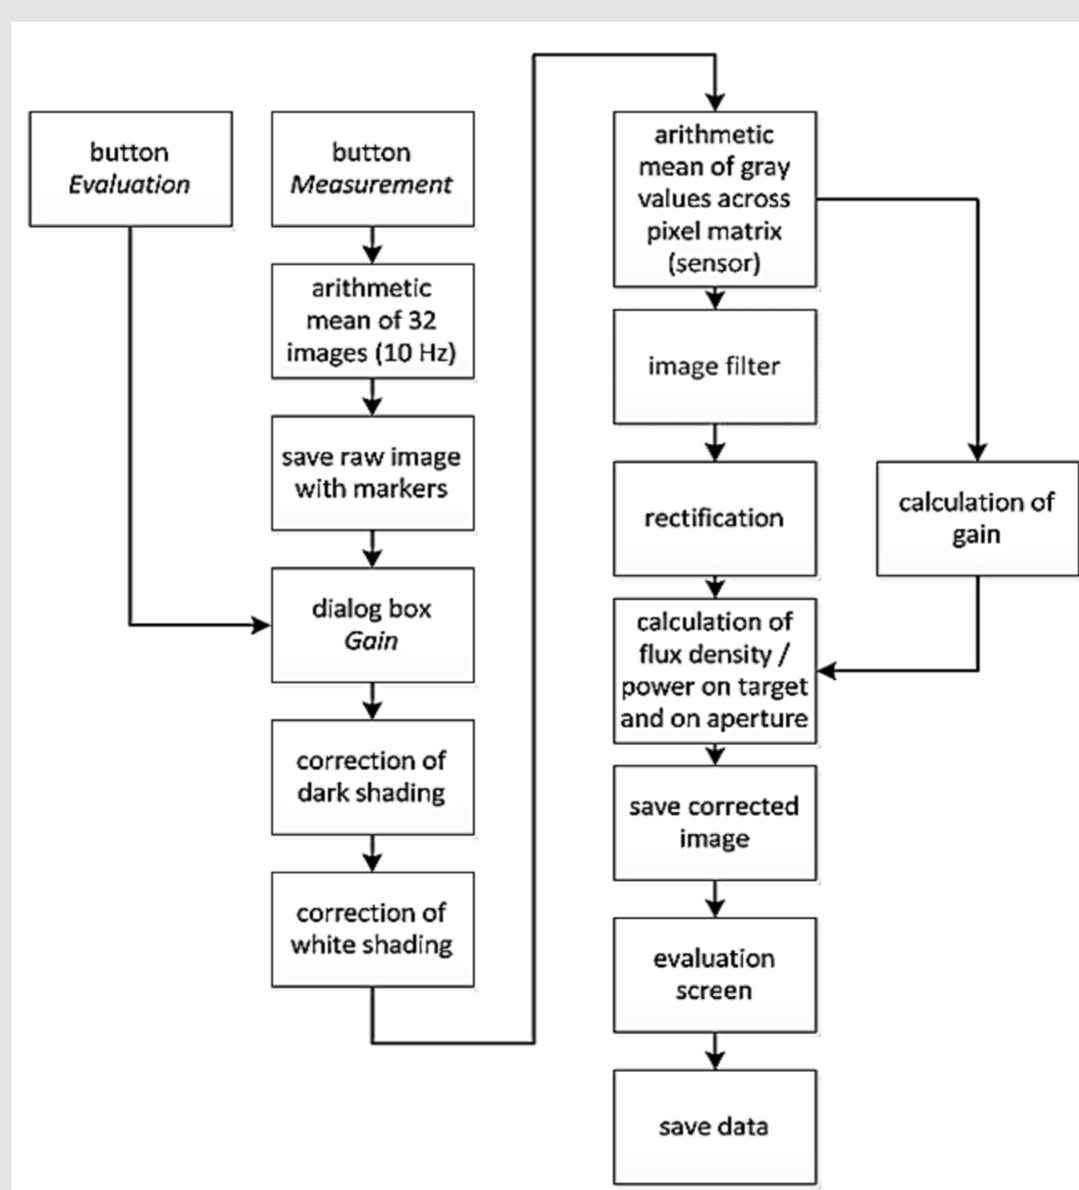 button
Evaluation
button
Measurement
arithmetic
mean of 32
images (10 Hz)
save raw image
with markers
dialog box
Gain
correction of
dark shading
correction of
white shading
arithmetic
mean of gray
values across
pixel matrix
(sensor)
image filter
rectification
calculation of
gain
calculation of
flux density /
power on target
and on aperture
save corrected
image
evaluation
screen
save data